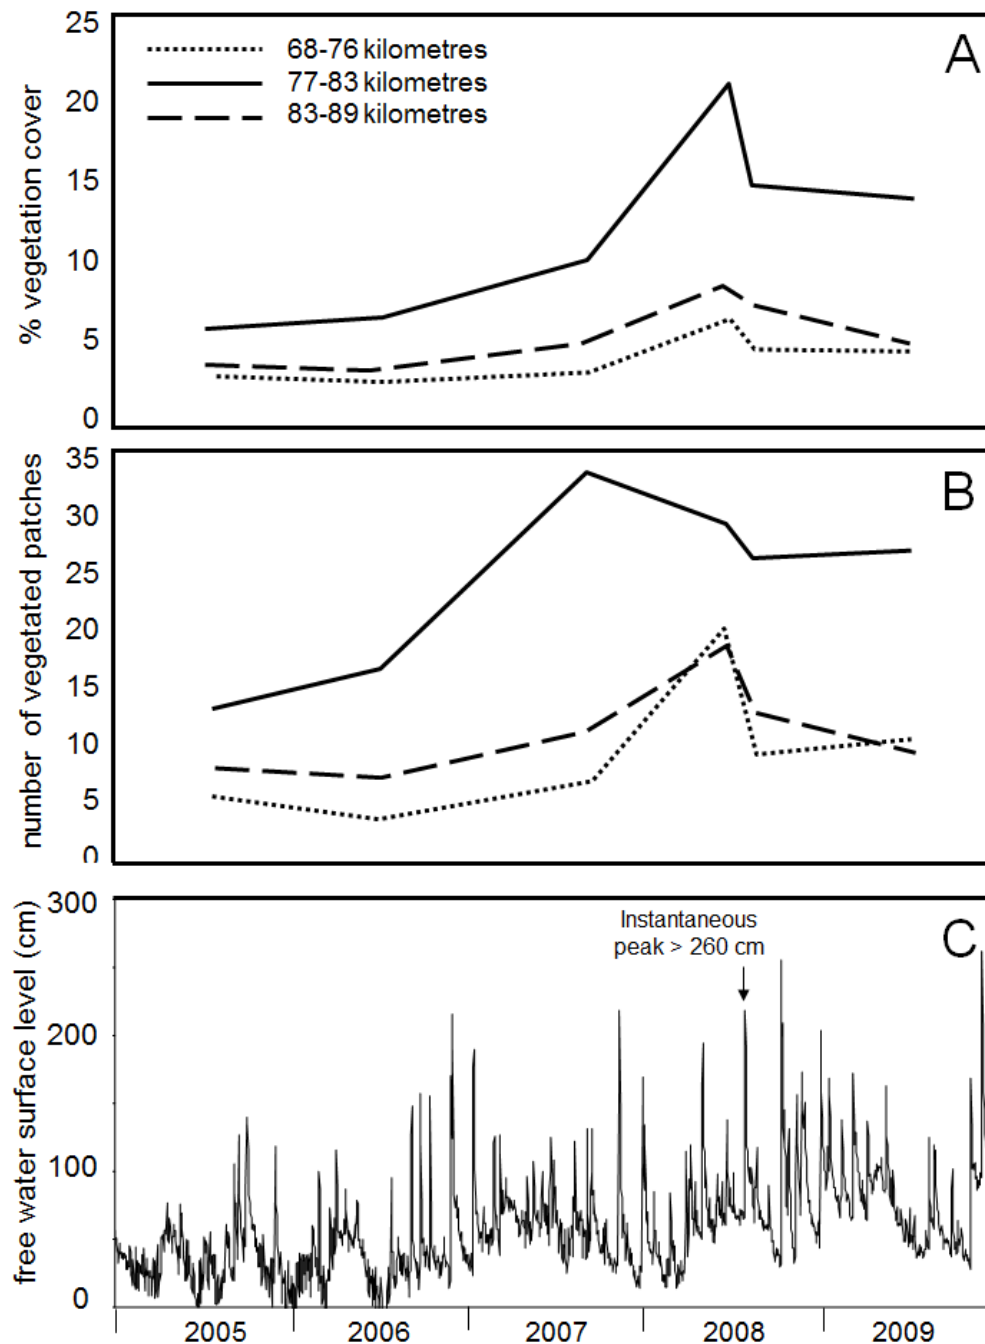 25
20
15
10
5
0
% vegetation cover
68-76 kilometres
77-83 kilometres
83-89 kilometres
A
35
30
25
20
15
10
5
0
number of vegetated patches
B
300
200
100
0
free water surface level (cm)
Instantaneous
peak > 260 cm
C
2005 2006 2007 2008 2009